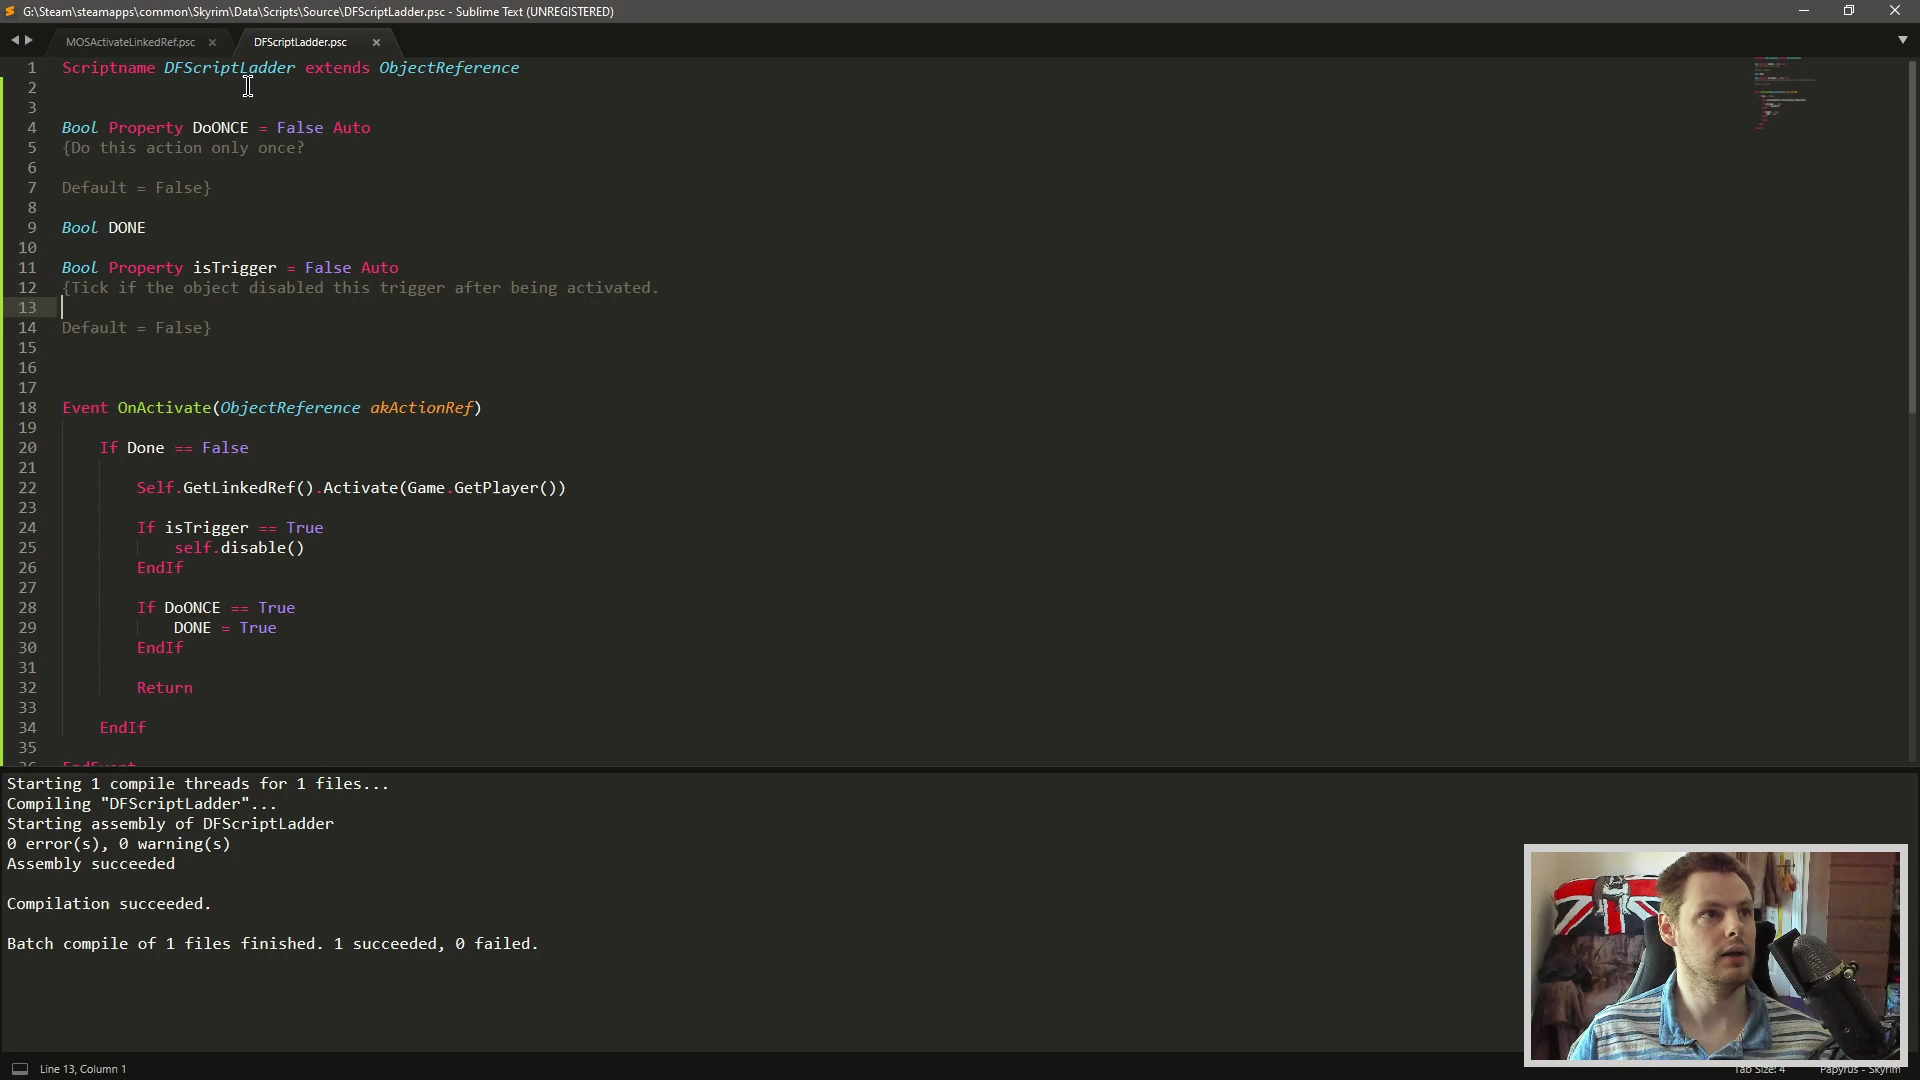 G:\Steam\steamapps\common\Skyrim\Data\Scripts\Source\DFScriptLadder.psc - Sublime Text (UNREGISTERED)
MOSActivateLinkedRef.psc
DFScriptLadder.psc
1 Scriptname DFScriptLadder extends ObjectReference
2
3
4 Bool Property DoONCE = False Auto
5 {Do this action only once?
6
7 Default = False}
8
9 Bool DONE
10
11 Bool Property isTrigger = False Auto
12 {Tick if the object disabled this trigger after being activated.
13
14 Default = False}
15
16
17
18 Event OnActivate(ObjectReference akActionRef)
19
20 If Done == False
21
22 Self.GetLinkedRef().Activate(Game.GetPlayer())
23
24 If isTrigger == True
25 self.disable()
26 EndIf
27
28 If DoONCE == True
29 DONE = True
30 EndIf
31
32 Return
33
34 EndIf
35
36 EndEvent
Starting 1 compile threads for 1 files...
Compiling "DFScriptLadder"...
Starting assembly of DFScriptLadder
0 error(s), 0 warning(s)
Assembly succeeded
Compilation succeeded.
Batch compile of 1 files finished. 1 succeeded, 0 failed.
Line 13, Column 1
Tab Size: 4
Papyrus - Skyrim